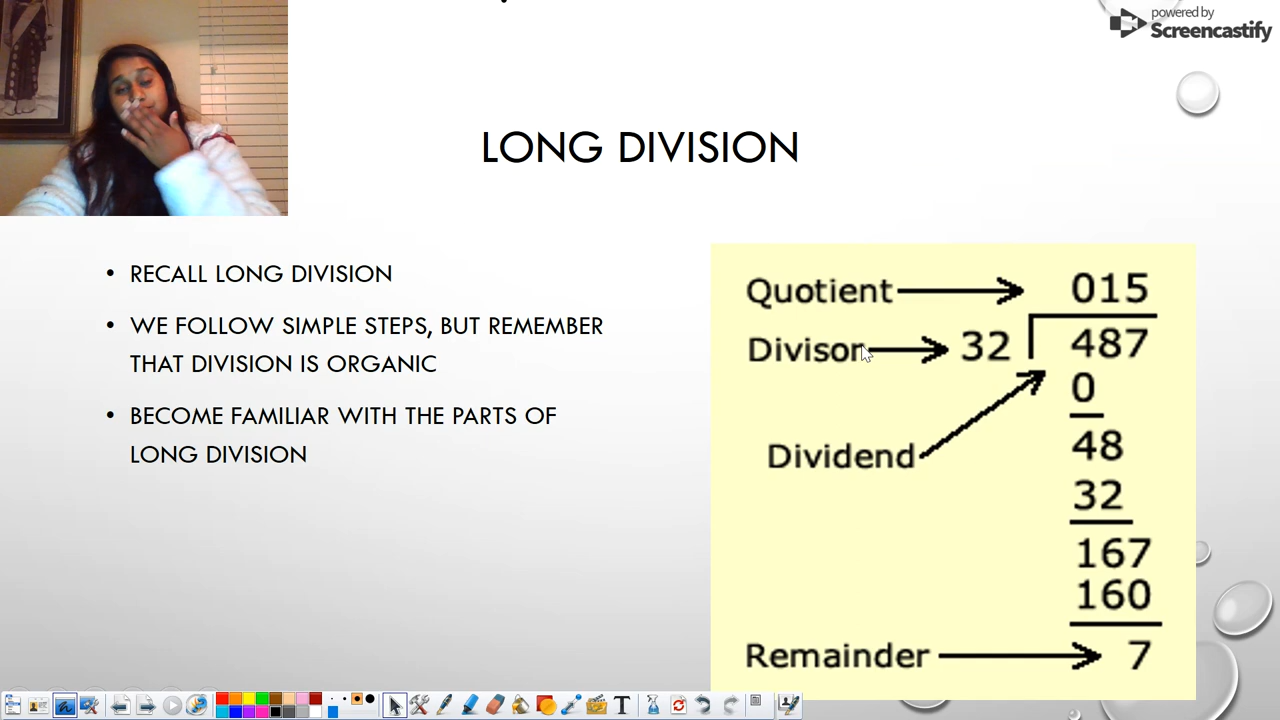 powered by
Screencastify
LONG DIVISION
• RECALL LONG DIVISION
• WE FOLLOW SIMPLE STEPS, BUT REMEMBER
THAT DIVISION IS ORGANIC
• BECOME FAMILIAR WITH THE PARTS OF
LONG DIVISION
Quotient 015
Divisor 32 487
0
Dividend 48
32
167
160
Remainder 7
T